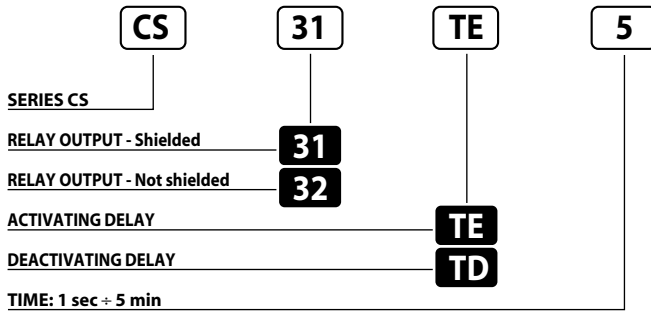 CS 31 TE 5
SERIES CS
RELAY OUTPUT - Shielded 31
RELAY OUTPUT - Not shielded 32
ACTIVATING DELAY TE
DEACTIVATING DELAY TD
TIME: 1 sec ÷ 5 min